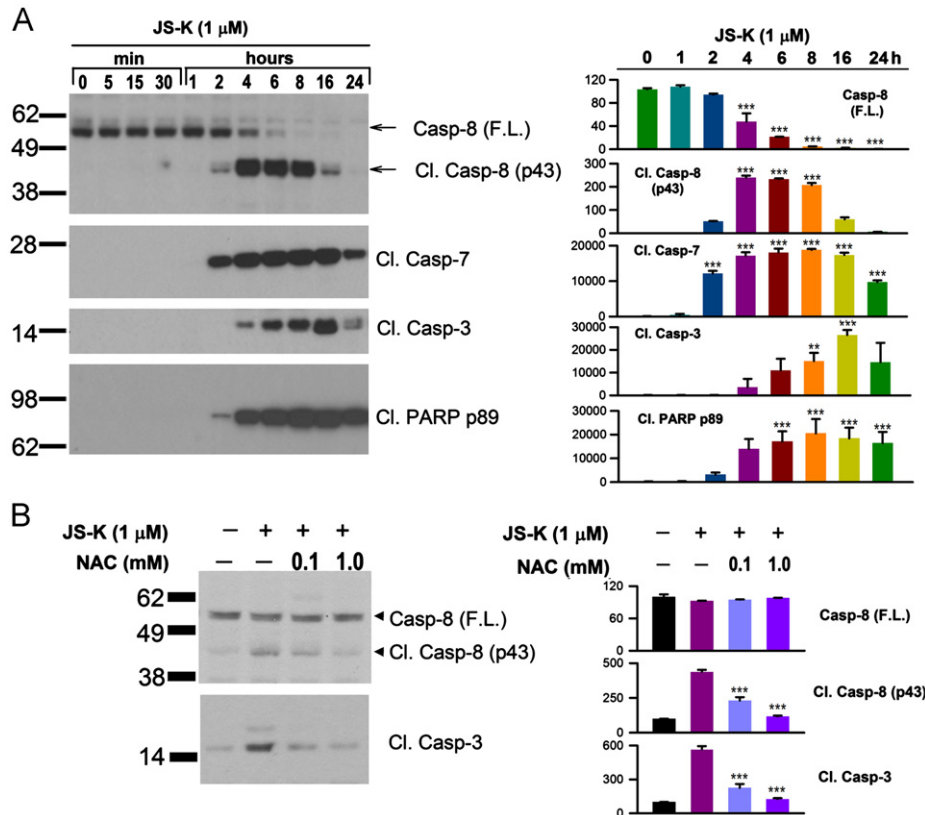 A
JS-K (1 μM)
min hours
0 5 15 30 1 2 4 6 8 16 24
62
49
38
Casp-8 (F.L.)
Cl. Casp-8 (p43)
28
Cl. Casp-7
14
Cl. Casp-3
98
62
Cl. PARP p89
JS-K (1 μM)
0 1 2 4 6 8 16 24 h
120
80
40
0
Casp-8
(F.L.)
*** *** *** *** ***
300
200
100
0
Cl. Casp-8
(p43)
*** *** ***
20000
10000
0
Cl. Casp-7
*** *** *** *** *** ***
30000
20000
10000
0
Cl. Casp-3
** ***
30000
20000
10000
0
Cl. PARP p89
*** *** *** ***
B
JS-K (1 μM) – + + +
NAC (mM) – – 0.1 1.0
62
49
38
Casp-8 (F.L.)
Cl. Casp-8 (p43)
14
Cl. Casp-3
JS-K (1 μM) – + + +
NAC (mM) – – 0.1 1.0
120
60
0
Casp-8 (F.L.)
500
250
0
Cl. Casp-8 (p43)
*** ***
600
300
0
Cl. Casp-3
*** ***